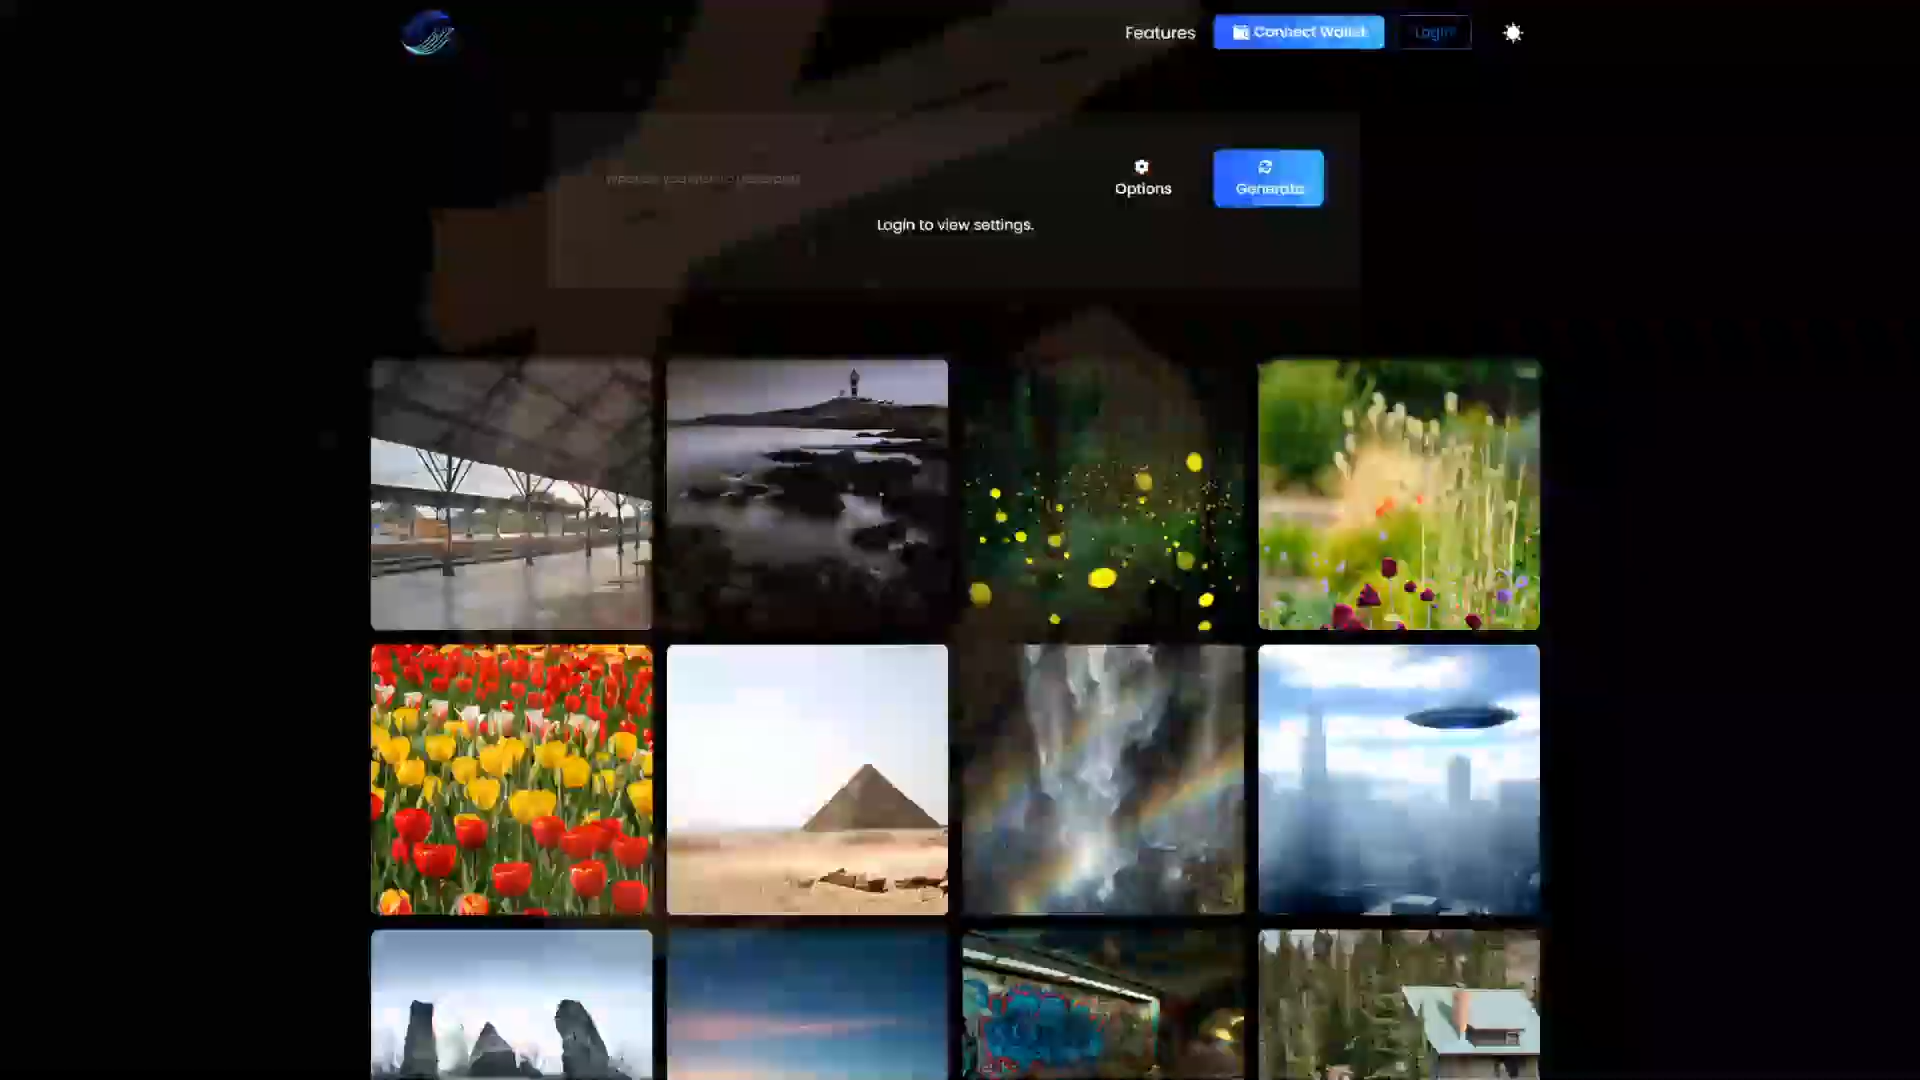 Features
Connect Wallet
Login
Options
Generate
Login to view settings.